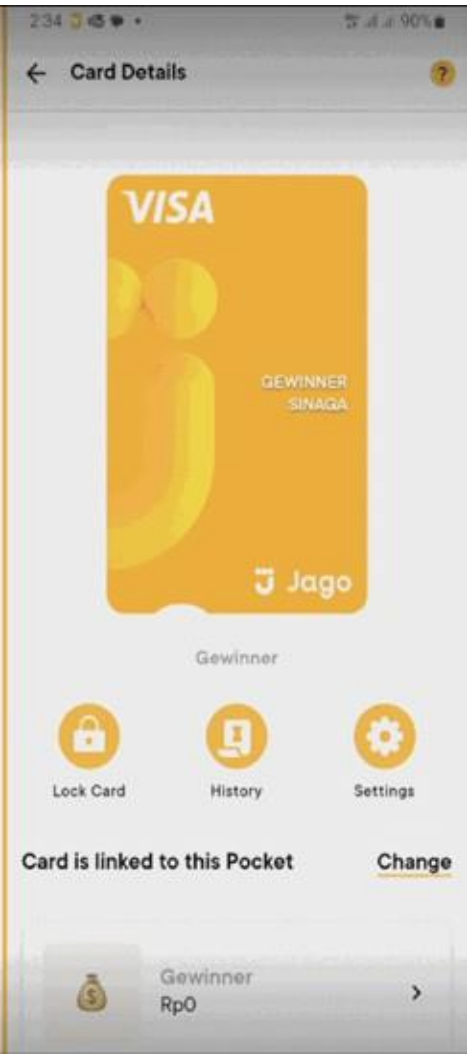 2:34
90%
Card Details
?
VISA
GEWINNER
SINAGA
Jago
Gewinner
Lock Card
History
Settings
Card is linked to this Pocket
Change
Gewinner
Rp0